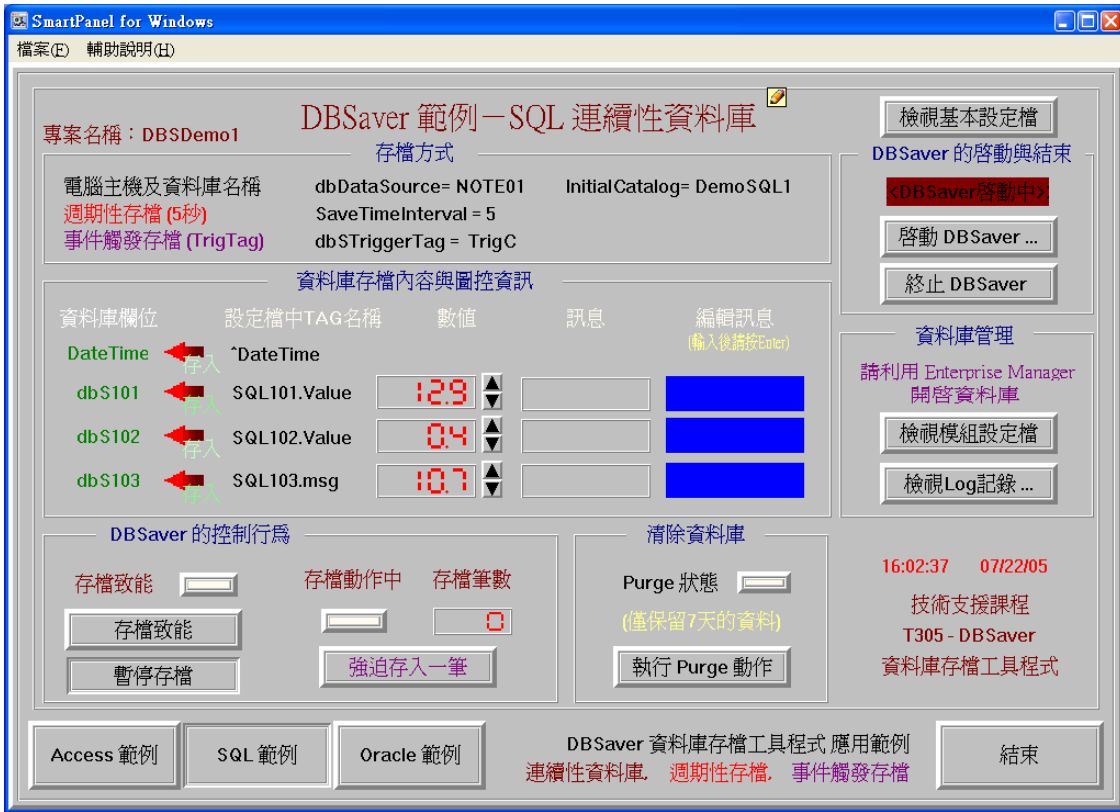 SmartPanel for Windows
檔案(F) 輔助說明(H)
DBSaver 範例－SQL 連續性資料庫
專案名稱：DBSDemo1
檢視基本設定檔
存檔方式
電腦主機及資料庫名稱 dbDataSource= NOTE01 InitialCatalog= DemoSQL1
週期性存檔 (5秒) SaveTimeInterval = 5
事件觸發存檔 (TrigTag) dbSTriggerTag = TrigC
DBSaver 的啓動與結束
<DBSaver啓動中>
啓動 DBSaver ...
終止 DBSaver
資料庫存檔內容與圖控資訊
資料庫欄位 設定檔中TAG名稱 數值 訊息 編輯訊息
(輸入後請按Enter)
DateTime 存入 ^DateTime
dbS101 存入 SQL101.Value 12.9
dbS102 存入 SQL102.Value 0.4
dbS103 存入 SQL103.msg 10.7
資料庫管理
請利用 Enterprise Manager
開啓資料庫
檢視模組設定檔
檢視Log記錄 ...
DBSaver 的控制行爲
存檔致能 存檔動作中 存檔筆數
0
存檔致能
暫停存檔
強迫存入一筆
清除資料庫
Purge 狀態
(僅保留7天的資料)
執行 Purge 動作
16:02:37 07/22/05
技術支援課程
T305 - DBSaver
資料庫存檔工具程式
Access 範例 SQL 範例 Oracle 範例
DBSaver 資料庫存檔工具程式 應用範例
連續性資料庫, 週期性存檔, 事件觸發存檔
結束